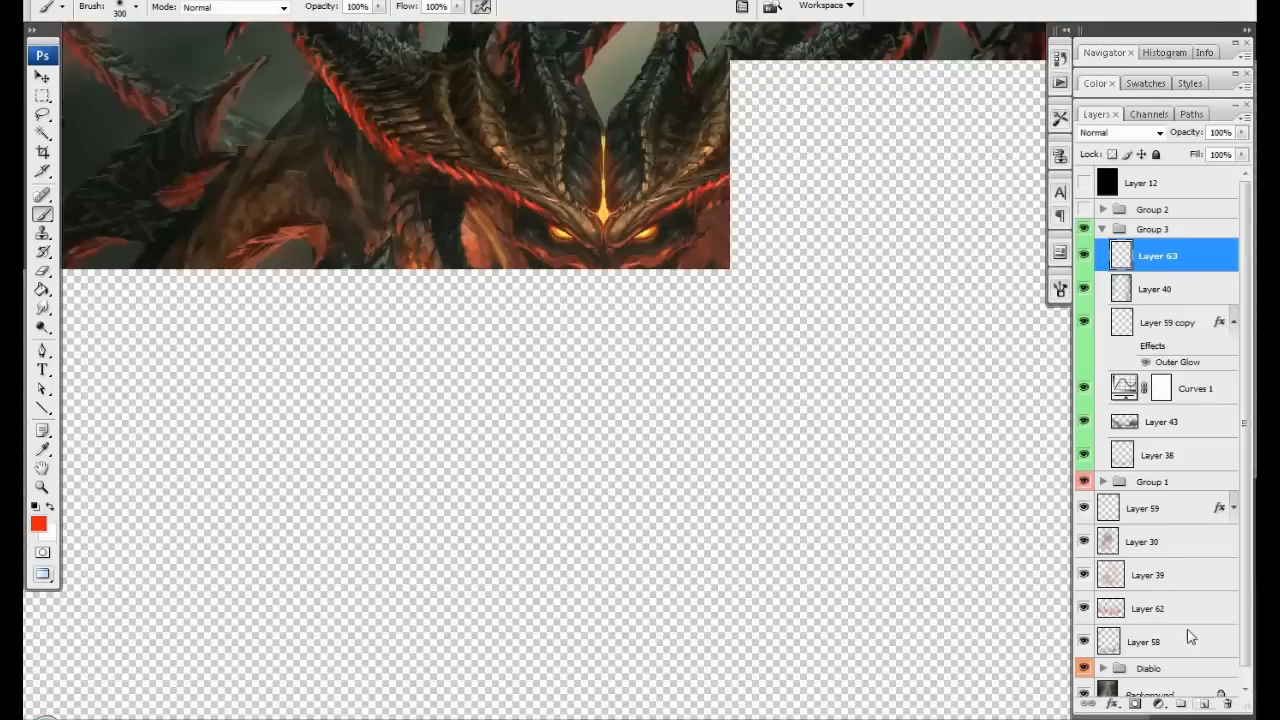 Brush: 300 Mode: Normal Opacity: 100% Flow: 100% Workspace
Ps
Navigator × Histogram Info
Color × Swatches Styles
Layers × Channels Paths
Normal Opacity: 100%
Lock: Fill: 100%
Layer 12
Group 2
Group 3
Layer 63
Layer 40
Layer 59 copy fx
Effects
Outer Glow
Curves 1
Layer 43
Layer 38
Group 1
Layer 59 fx
Layer 30
Layer 39
Layer 62
Layer 58
Diablo
Background
fx